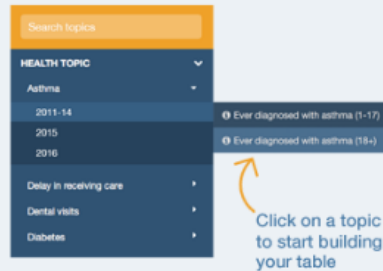 Search topics
HEALTH TOPIC
Asthma
2011-14
2015
2016
Ever diagnosed with asthma (1-17)
Ever diagnosed with asthma (18+)
Delay in receiving care
Dental visits
Diabetes
Click on a topic
to start building
your table